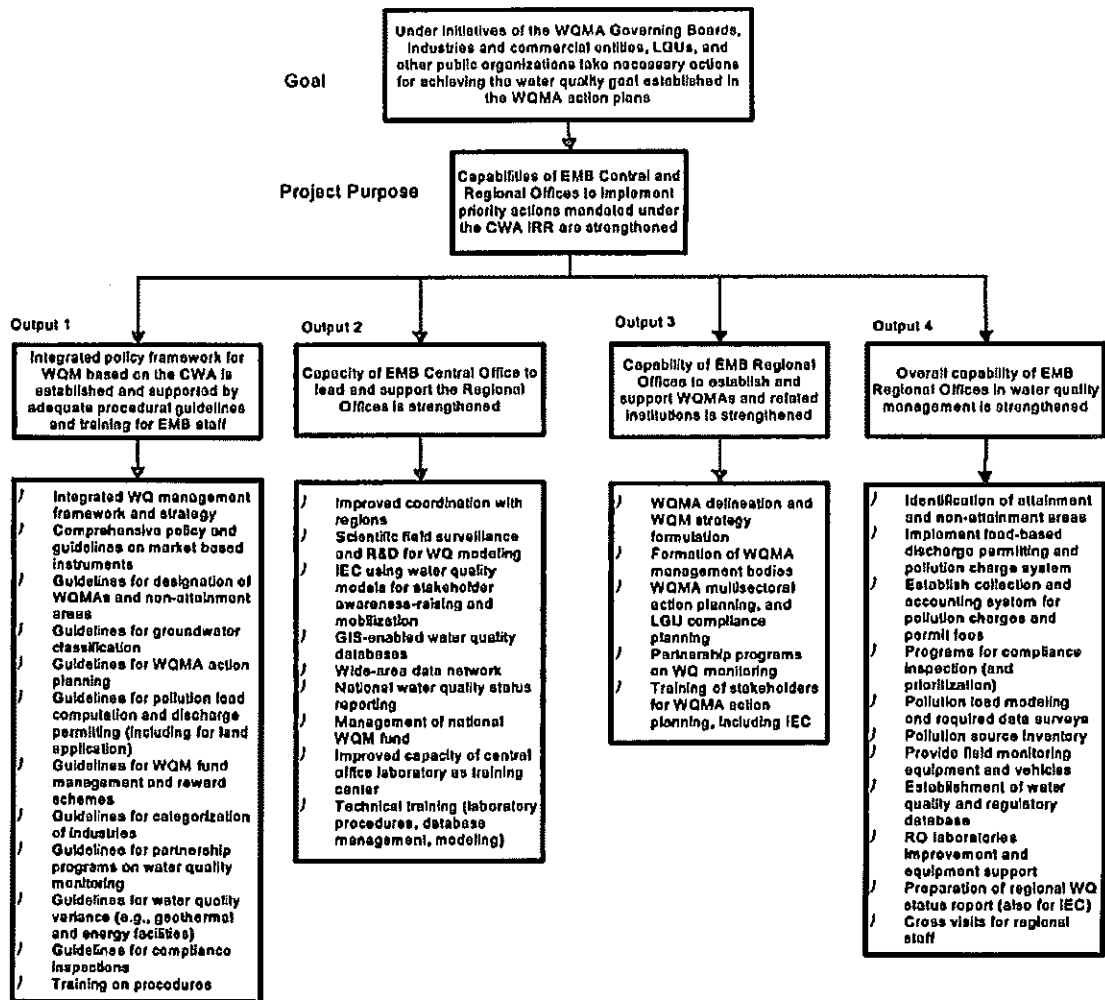 Goal
Under initiatives of the WQMA Governing Boards,
industries and commercial entities, LGUs, and
other public organizations take necessary actions
for achieving the water quality goal established in
the WQMA action plans
Project Purpose
Capabilities of EMB Central and
Regional Offices to implement
priority actions mandated under
the CWA IRR are strengthened
Output 1
Integrated policy framework for
WQM based on the CWA is
established and supported by
adequate procedural guidelines
and training for EMB staff
) Integrated WQ management
framework and strategy
) Comprehensive policy and
guidelines on market based
instruments
) Guidelines for designation of
WQMAs and non-attainment
areas
) Guidelines for groundwater
classification
) Guidelines for WQMA action
planning
) Guidelines for pollution load
computation and discharge
permitting (including for land
application)
) Guidelines for WQM fund
management and reward
schemes
) Guidelines for categorization
of industries
) Guidelines for partnership
programs on water quality
monitoring
) Guidelines for water quality
variance (e.g., geothermal
and energy facilities)
) Guidelines for compliance
inspections
) Training on procedures
Output 2
Capacity of EMB Central Office to
lead and support the Regional
Offices is strengthened
) Improved coordination with
regions
) Scientific field surveillance
and R&D for WQ modeling
) IEC using water quality
models for stakeholder
awareness-raising and
mobilization
) GIS-enabled water quality
databases
) Wide-area data network
) National water quality status
reporting
) Management of national
WQM fund
) Improved capacity of central
office laboratory as training
center
) Technical training (laboratory
procedures, database
management, modeling)
Output 3
Capability of EMB Regional
Offices to establish and
support WQMAs and related
institutions is strengthened
) WQMA delineation and
WQM strategy
formulation
) Formation of WQMA
management bodies
) WQMA multisectoral
action planning, and
LGU compliance
planning
) Partnership programs
on WQ monitoring
) Training of stakeholders
for WQMA action
planning, including IEC
Output 4
Overall capability of EMB
Regional Offices in water quality
management is strengthened
) Identification of attainment
and non-attainment areas
) Implement load-based
discharge permitting and
pollution charge system
) Establish collection and
accounting system for
pollution charges and
permit fees
) Programs for compliance
inspection (and
prioritization)
) Pollution load modeling
and required data surveys
) Pollution source inventory
) Provide field monitoring
equipment and vehicles
) Establishment of water
quality and regulatory
database
) RO laboratories
improvement and
equipment support
) Preparation of regional WQ
status report (also for IEC)
) Cross visits for regional
staff